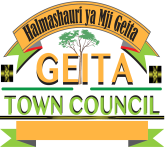 Halmashauri ya Mji Geita
GEITA
TOWN COUNCIL